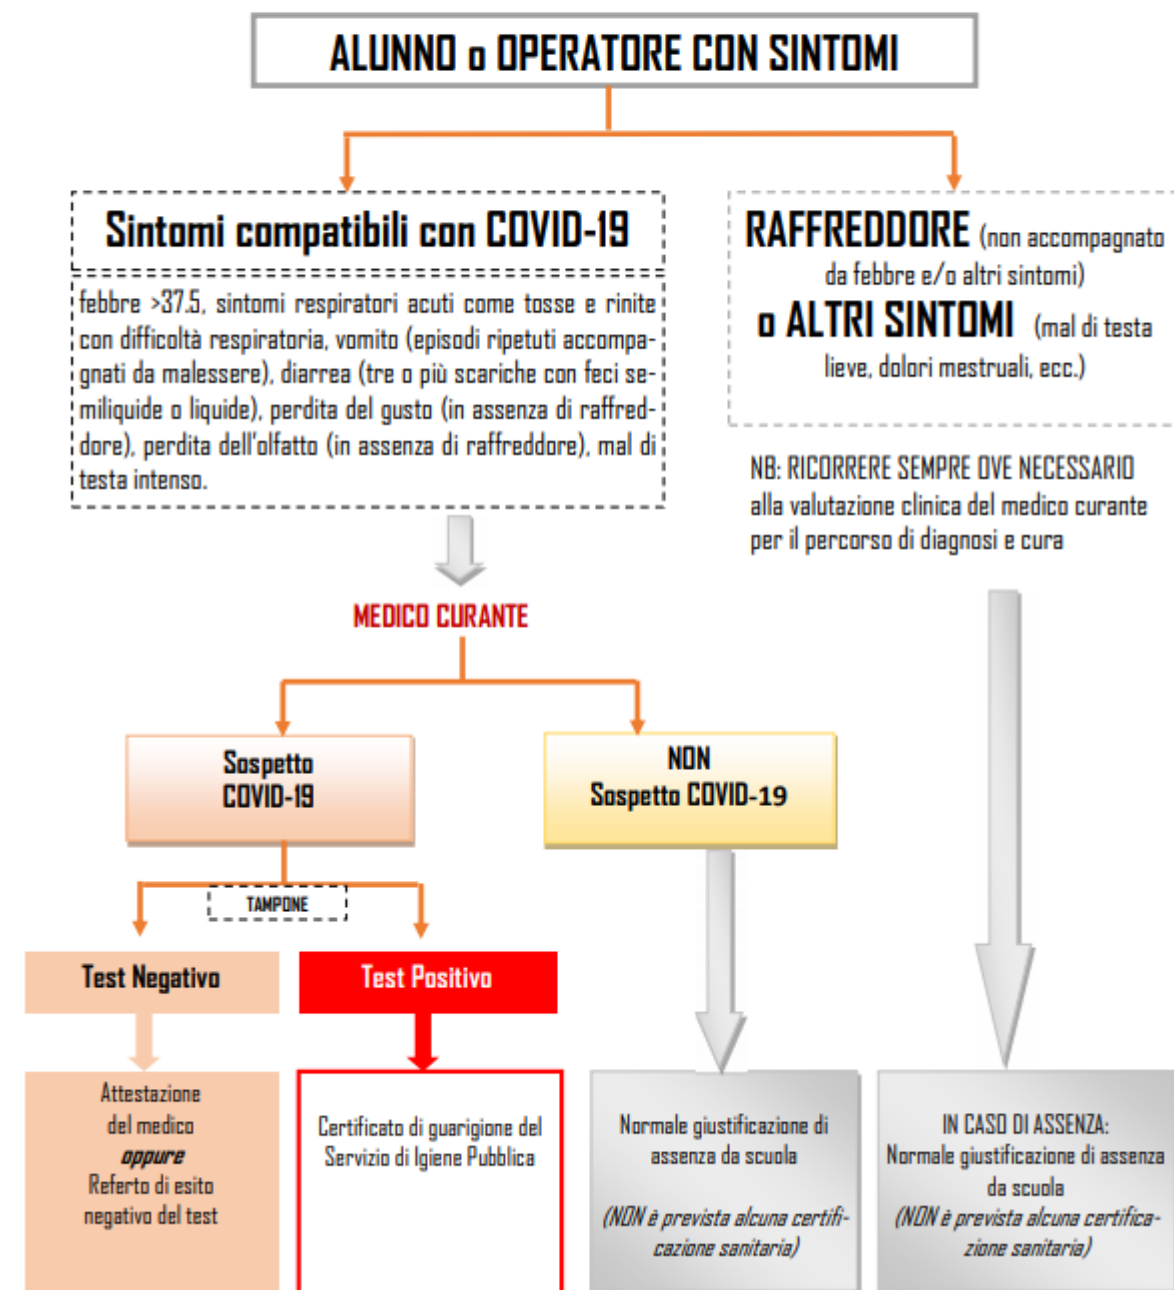 ALUNNO o OPERATORE CON SINTOMI
Sintomi compatibili con COVID-19
febbre >37.5, sintomi respiratori acuti come tosse e rinite
con difficoltà respiratoria, vomito (episodi ripetuti accompa-
gnati da malessere), diarrea (tre o più scariche con feci se-
miliquide o liquide), perdita del gusto (in assenza di raffred-
dore), perdita dell'olfatto (in assenza di raffreddore), mal di
testa intenso.
RAFFREDDORE (non accompagnato
da febbre e/o altri sintomi)
o ALTRI SINTOMI (mal di testa
lieve, dolori mestruali, ecc.)
NB: RICORRERE SEMPRE OVE NECESSARIO
alla valutazione clinica del medico curante
per il percorso di diagnosi e cura
MEDICO CURANTE
Sospetto
COVID-19
NON
Sospetto COVID-19
TAMPONE
Test Negativo
Test Positivo
Attestazione
del medico
oppure
Referto di esito
negativo del test
Certificato di guarigione del
Servizio di Igiene Pubblica
Normale giustificazione di
assenza da scuola
(NON è prevista alcuna certifi-
cazione sanitaria)
IN CASO DI ASSENZA:
Normale giustificazione di assenza
da scuola
(NON è prevista alcuna certifica-
zione sanitaria)